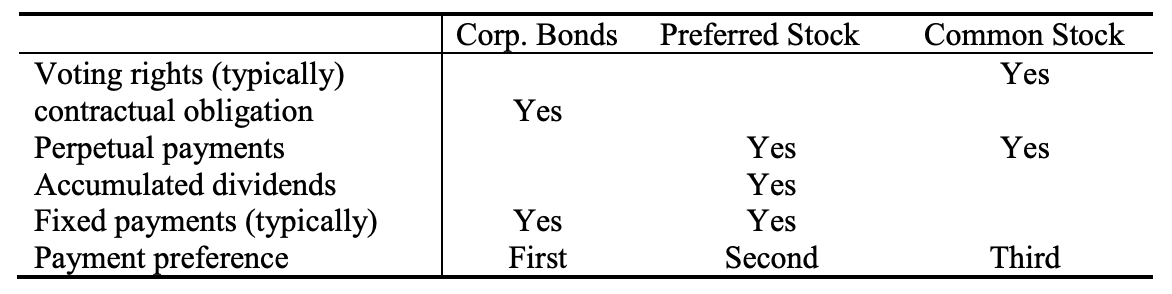 Corp. Bonds Preferred Stock Common Stock
Voting rights (typically) Yes
contractual obligation Yes
Perpetual payments Yes Yes
Accumulated dividends Yes
Fixed payments (typically) Yes Yes
Payment preference First Second Third